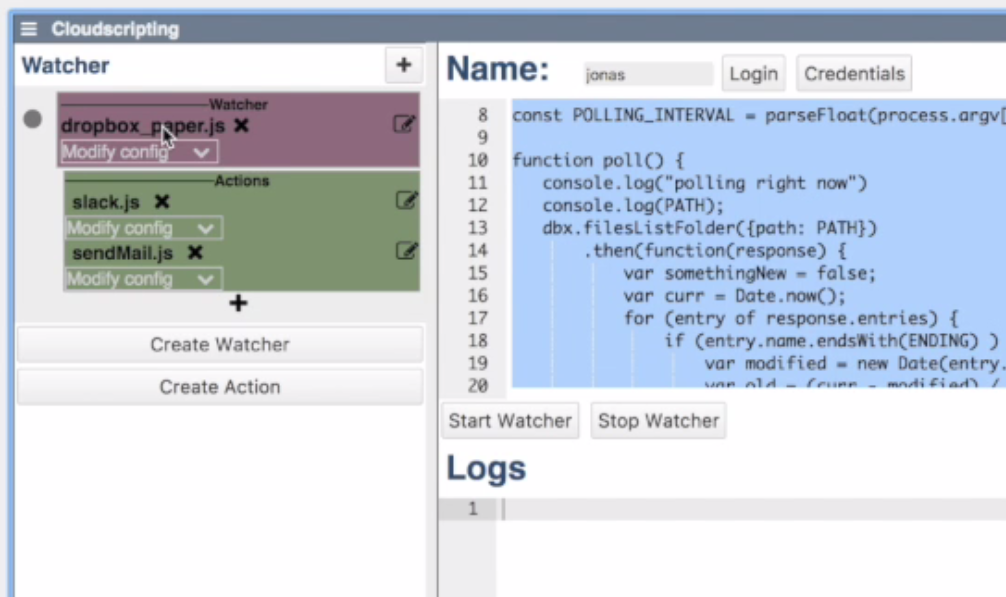 Cloudscripting
Watcher
+
Watcher
dropbox_paper.js
Modify config
Actions
slack.js
Modify config
sendMail.js
Modify config
+
Create Watcher
Create Action
Name: jonas Login Credentials
8 const POLLING_INTERVAL = parseFloat(process.argv[
9
10 function poll() {
11 console.log("polling right now")
12 console.log(PATH);
13 dbx.filesListFolder({path: PATH})
14 .then(function(response) {
15 var somethingNew = false;
16 var curr = Date.now();
17 for (entry of response.entries) {
18 if (entry.name.endsWith(ENDING) )
19 var modified = new Date(entry.
20 var old = (curr - modified) /
Start Watcher Stop Watcher
Logs
1